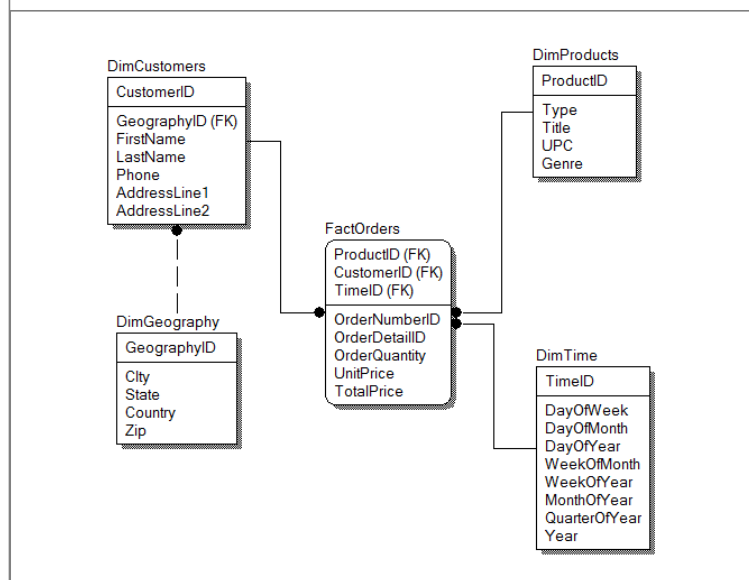 DimCustomers
CustomerID
GeographyID (FK)
FirstName
LastName
Phone
AddressLine1
AddressLine2
DimProducts
ProductID
Type
Title
UPC
Genre
FactOrders
ProductID (FK)
CustomerID (FK)
TimeID (FK)
OrderNumberID
OrderDetailID
OrderQuantity
UnitPrice
TotalPrice
DimGeography
GeographyID
CIty
State
Country
Zip
DimTime
TimeID
DayOfWeek
DayOfMonth
DayOfYear
WeekOfMonth
WeekOfYear
MonthOfYear
QuarterOfYear
Year